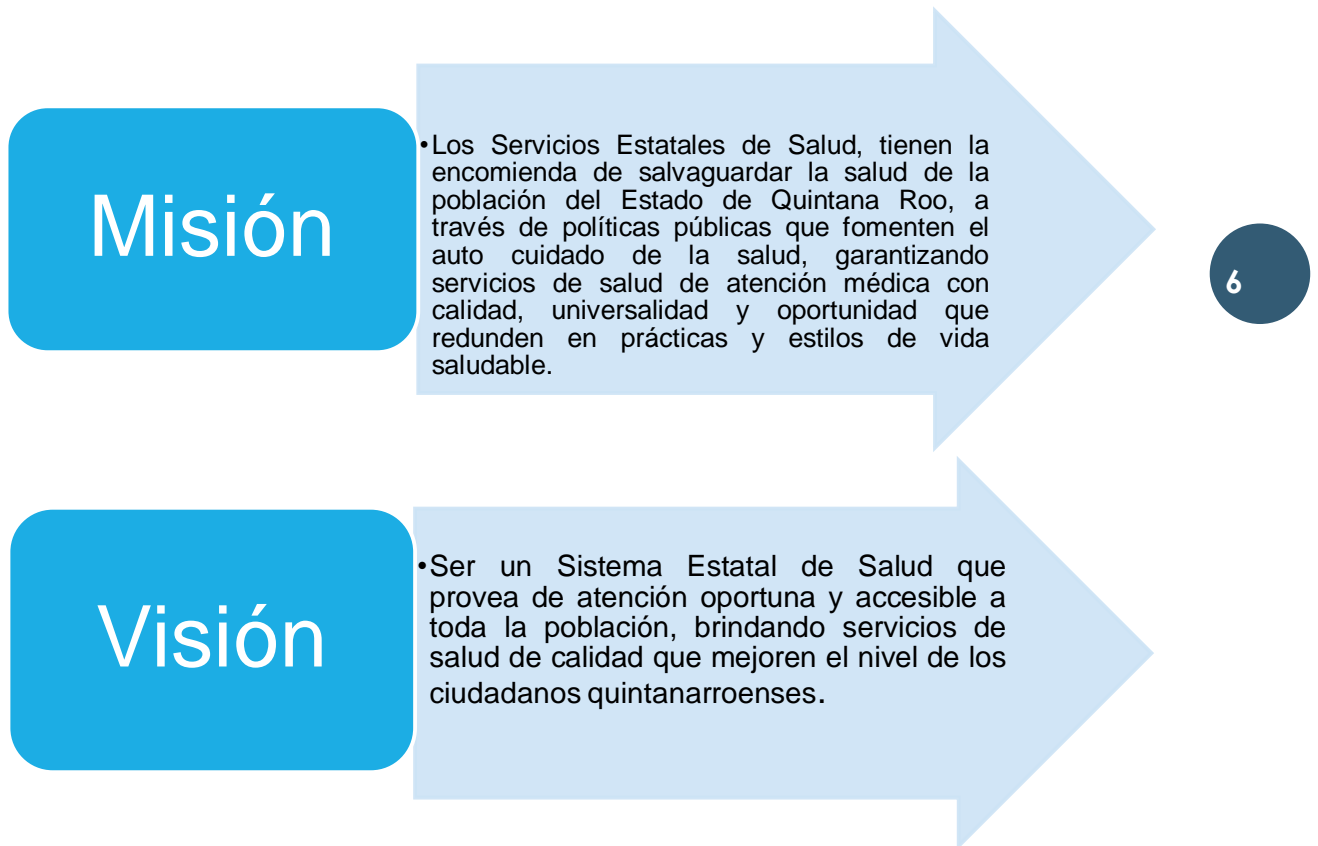 Misión
•Los Servicios Estatales de Salud, tienen la
encomienda de salvaguardar la salud de la
población del Estado de Quintana Roo, a
través de políticas públicas que fomenten el
auto cuidado de la salud, garantizando
servicios de salud de atención médica con
calidad, universalidad y oportunidad que
redunden en prácticas y estilos de vida
saludable.
6
Visión
•Ser un Sistema Estatal de Salud que
provea de atención oportuna y accesible a
toda la población, brindando servicios de
salud de calidad que mejoren el nivel de los
ciudadanos quintanarroenses.